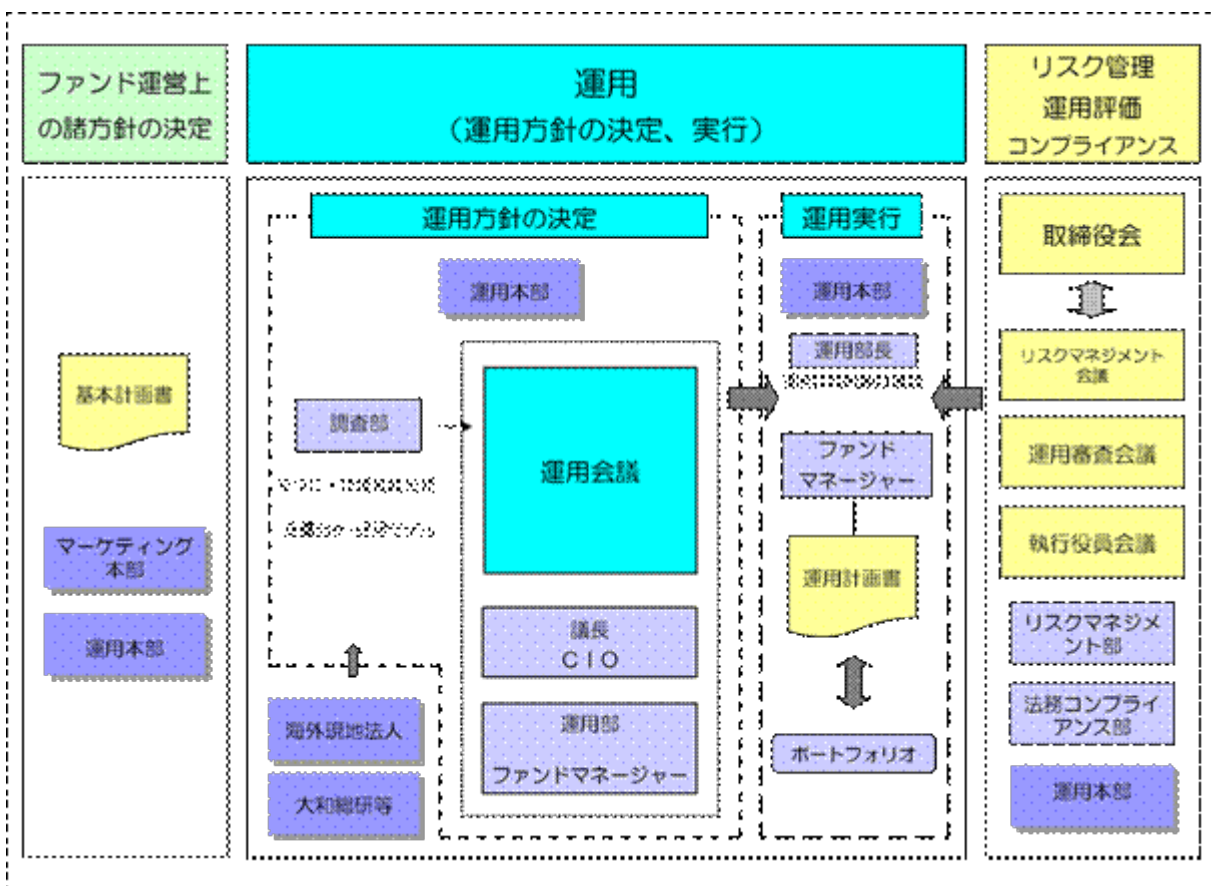 ファンド運営上
の諸方針の決定
運用
（運用方針の決定、実行）
リスク管理
運用評価
コンプライアンス
基本計画書
マーケティング
本部
運用本部
運用方針の決定
運用本部
調査部
運用会議
議長
ＣＩＯ
運用部
ファンドマネージャー
海外現地法人
大和総研等
運用実行
運用本部
運用部長
ファンド
マネージャー
運用計画書
ポートフォリオ
取締役会
リスクマネジメント
会議
運用審査会議
執行役員会議
リスクマネジメ
ント部
法務コンプライ
アンス部
運用本部